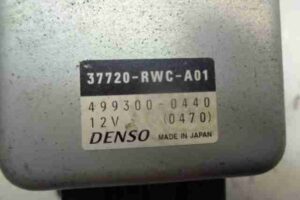 37720-RWC-A01
499300-0440
12V (0470)
DENSO MADE IN JAPAN